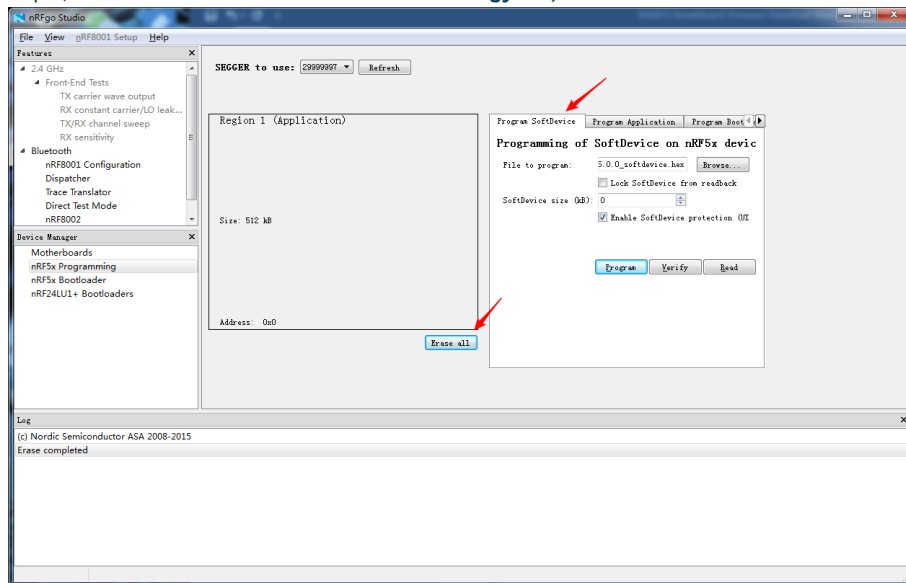 nRFgo Studio
File View nRF8001 Setup Help
Features
2.4 GHz
Front-End Tests
TX carrier wave output
RX constant carrier/LO leak...
TX/RX channel sweep
RX sensitivity
Bluetooth
nRF8001 Configuration
Dispatcher
Trace Translator
Direct Test Mode
nRF8002
Device Manager
Motherboards
nRF5x Programming
nRF5x Bootloader
nRF24LU1+ Bootloaders
SEGGER to use: 29999997 Refresh
Region 1 (Application)
Size: 512 kB
Address: 0x0
Erase all
Program SoftDevice Program Application Program Boot
Programming of SoftDevice on nRF5x devic
File to program: 5.0.0_softdevice.hex Browse...
Lock SoftDevice from readback
SoftDevice size (kB): 0
Enable SoftDevice protection (UI
Program Verify Read
Log
(c) Nordic Semiconductor ASA 2008-2015
Erase completed